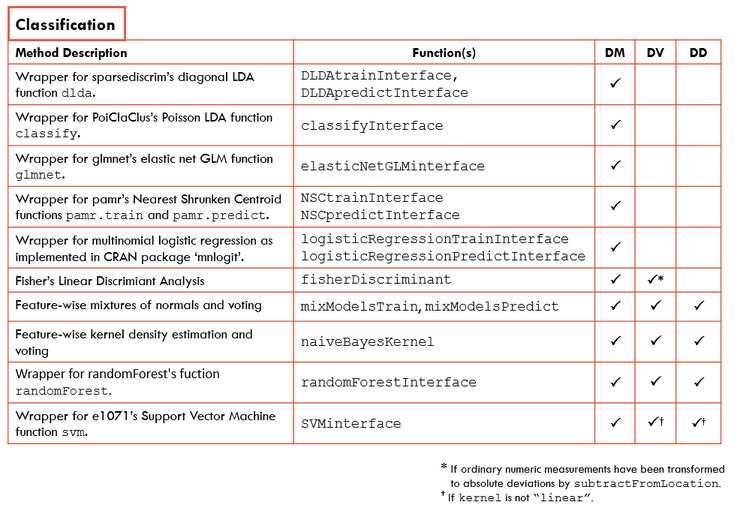 Classification
Method Description Function(s) DM DV DD
Wrapper for sparsediscrim's diagonal LDA
function dlda.
DLDAtrainInterface,
DLDApredictInterface
✓
Wrapper for PoiClaClus's Poisson LDA function
classify.
classifyInterface
✓
Wrapper for glmnet's elastic net GLM function
glmnet.
elasticNetGLMinterface
✓
Wrapper for pamr's Nearest Shrunken Centroid
functions pamr.train and pamr.predict.
NSCtrainInterface
NSCpredictInterface
✓
Wrapper for multinomial logistic regression as
implemented in CRAN package 'mnlogit'.
logisticRegressionTrainInterface
logisticRegressionPredictInterface
✓
Fisher's Linear Discrimiant Analysis fisherDiscriminant ✓ ✓*
Feature-wise mixtures of normals and voting mixModelsTrain, mixModelsPredict ✓ ✓ ✓
Feature-wise kernel density estimation and
voting
naiveBayesKernel
✓ ✓ ✓
Wrapper for randomForest's fuction
randomForest.
randomForestInterface
✓ ✓ ✓
Wrapper for e1071's Support Vector Machine
function svm.
SVMinterface
✓ ✓† ✓†
* If ordinary numeric measurements have been transformed
to absolute deviations by subtractFromLocation.
† If kernel is not "linear".